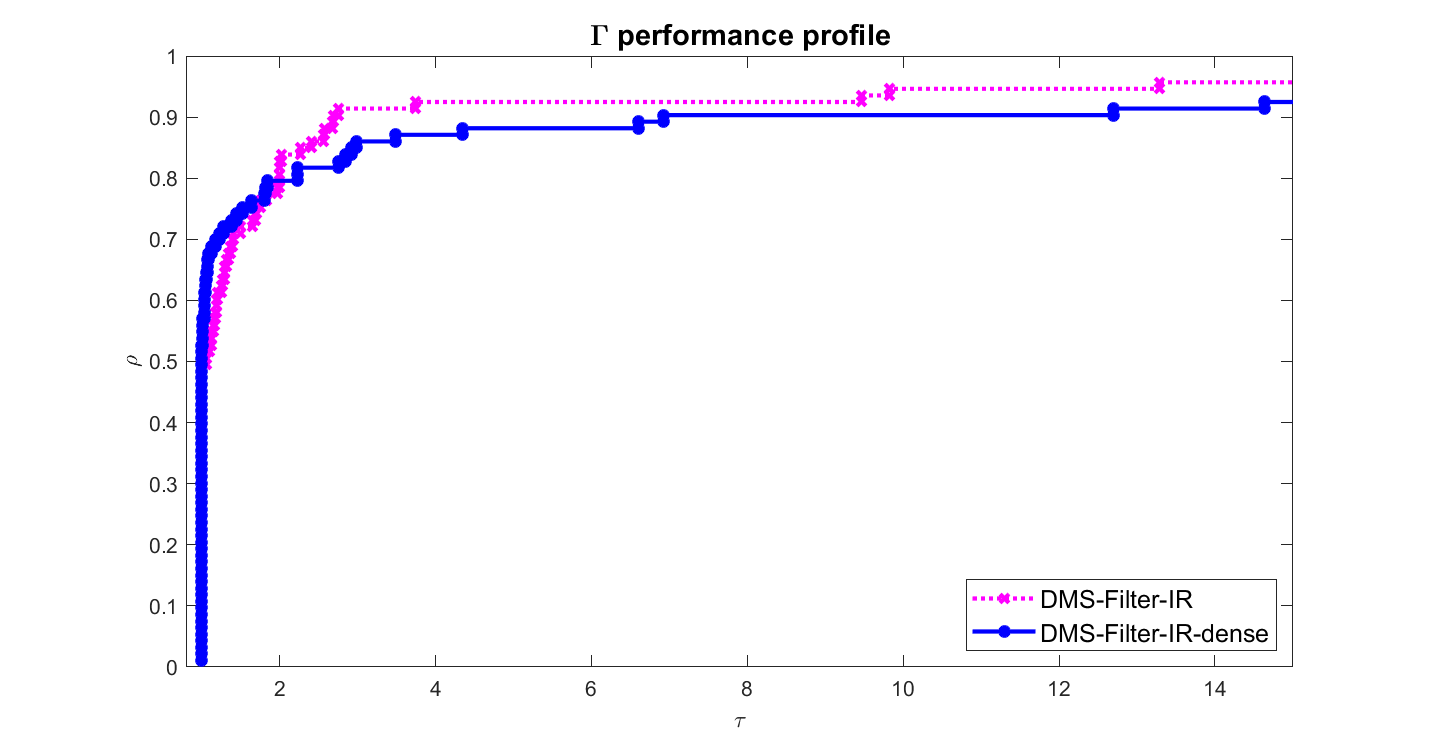 Γ performance profile
1
0.9
0.8
0.7
0.6
0.5
0.4
0.3
0.2
0.1
0
ρ
2 4 6 8 10 12 14
τ
DMS-Filter-IR
DMS-Filter-IR-dense